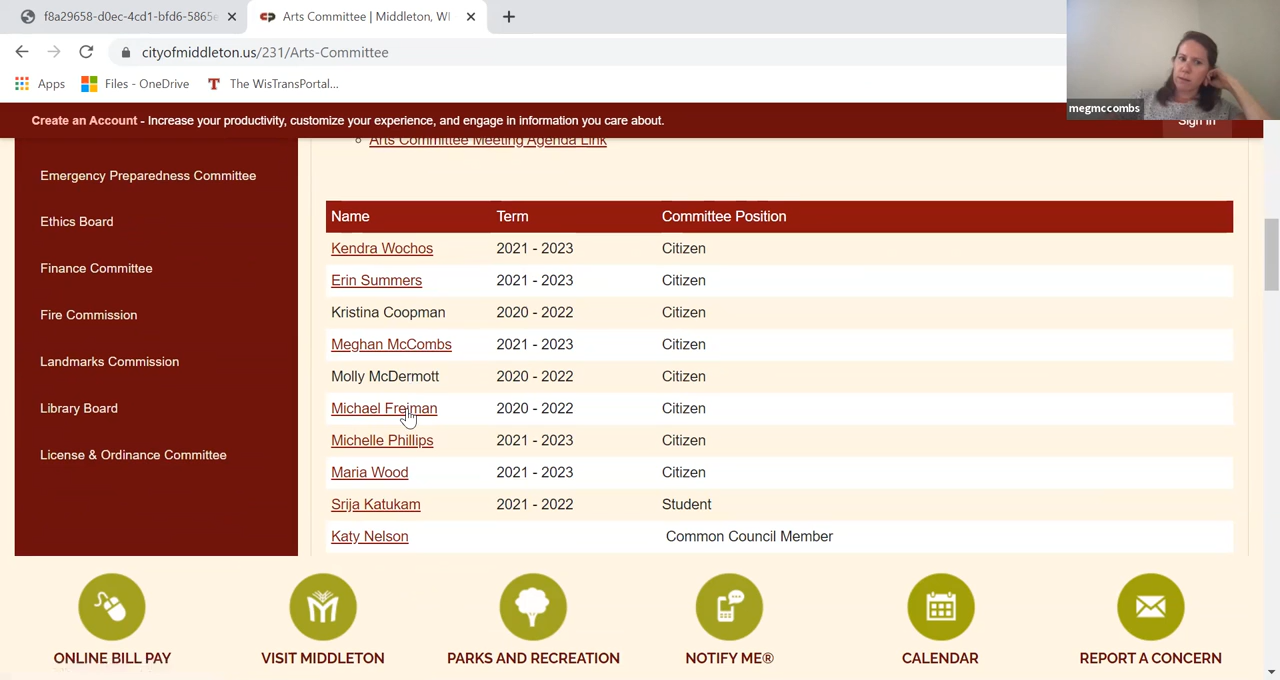 f8a29658-d0ec-4cd1-bfd6-5865e
Arts Committee | Middleton, WI
cityofmiddleton.us/231/Arts-Committee
Apps
Files - OneDrive
The WisTransPortal...
megmccombs
Create an Account - Increase your productivity, customize your experience, and engage in information you care about.
Sign In
Arts Committee Meeting Agenda Link
Emergency Preparedness Committee
Ethics Board
Finance Committee
Fire Commission
Landmarks Commission
Library Board
License & Ordinance Committee
Name Term Committee Position
Kendra Wochos 2021 - 2023 Citizen
Erin Summers 2021 - 2023 Citizen
Kristina Coopman 2020 - 2022 Citizen
Meghan McCombs 2021 - 2023 Citizen
Molly McDermott 2020 - 2022 Citizen
Michael Freiman 2020 - 2022 Citizen
Michelle Phillips 2021 - 2023 Citizen
Maria Wood 2021 - 2023 Citizen
Srija Katukam 2021 - 2022 Student
Katy Nelson Common Council Member
ONLINE BILL PAY
VISIT MIDDLETON
PARKS AND RECREATION
NOTIFY ME®
CALENDAR
REPORT A CONCERN